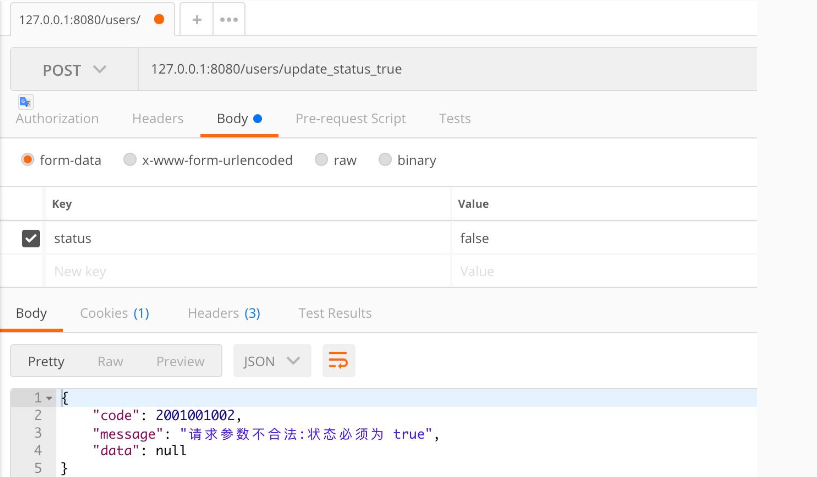 127.0.0.1:8080/users/
POST 127.0.0.1:8080/users/update_status_true
Authorization Headers Body Pre-request Script Tests
form-data x-www-form-urlencoded raw binary
Key Value
status false
New key Value
Body Cookies (1) Headers (3) Test Results
Pretty Raw Preview JSON
1 {
2 "code": 2001001002,
3 "message": "请求参数不合法:状态必须为 true",
4 "data": null
5 }